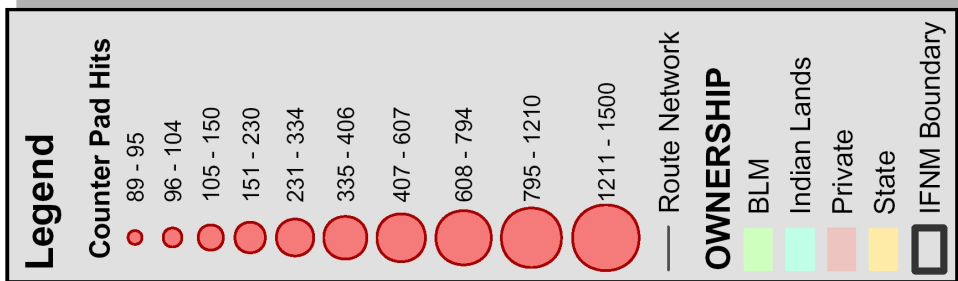 Legend
Counter Pad Hits
89 - 95
96 - 104
105 - 150
151 - 230
231 - 334
335 - 406
407 - 607
608 - 794
795 - 1210
1211 - 1500
Route Network
OWNERSHIP
BLM
Indian Lands
Private
State
IFNM Boundary